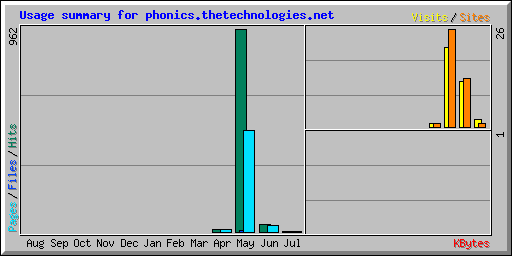 Usage summary for phonics.thetechnologies.net
Visits / Sites
962
26
1
Pages / Files / Hits
Aug Sep Oct Nov Dec Jan Feb Mar Apr May Jun Jul
KBytes